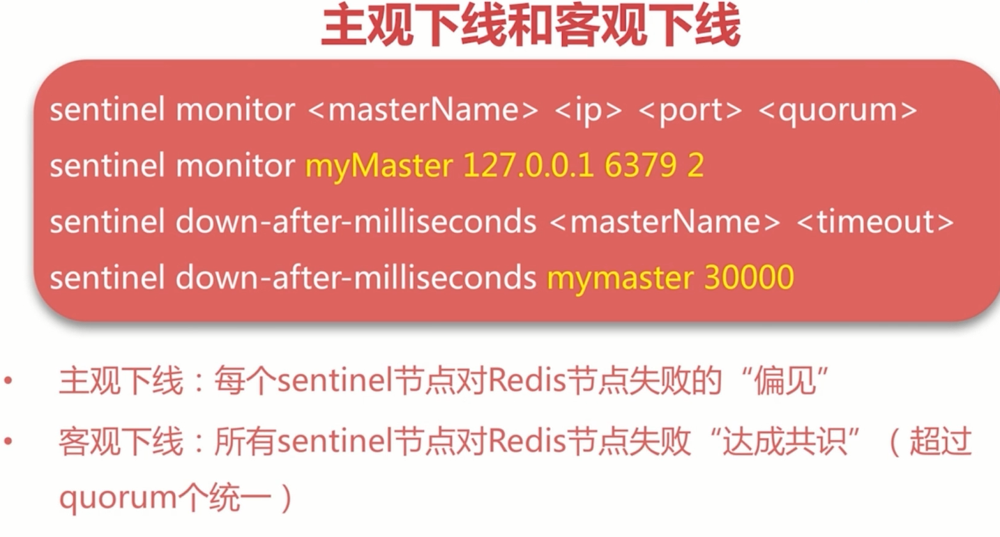 主观下线和客观下线
sentinel monitor <masterName> <ip> <port> <quorum>
sentinel monitor myMaster 127.0.0.1 6379 2
sentinel down-after-milliseconds <masterName> <timeout>
sentinel down-after-milliseconds mymaster 30000
• 主观下线：每个sentinel节点对Redis节点失败的“偏见”
• 客观下线：所有sentinel节点对Redis节点失败“达成共识”（超过
quorum个统一）